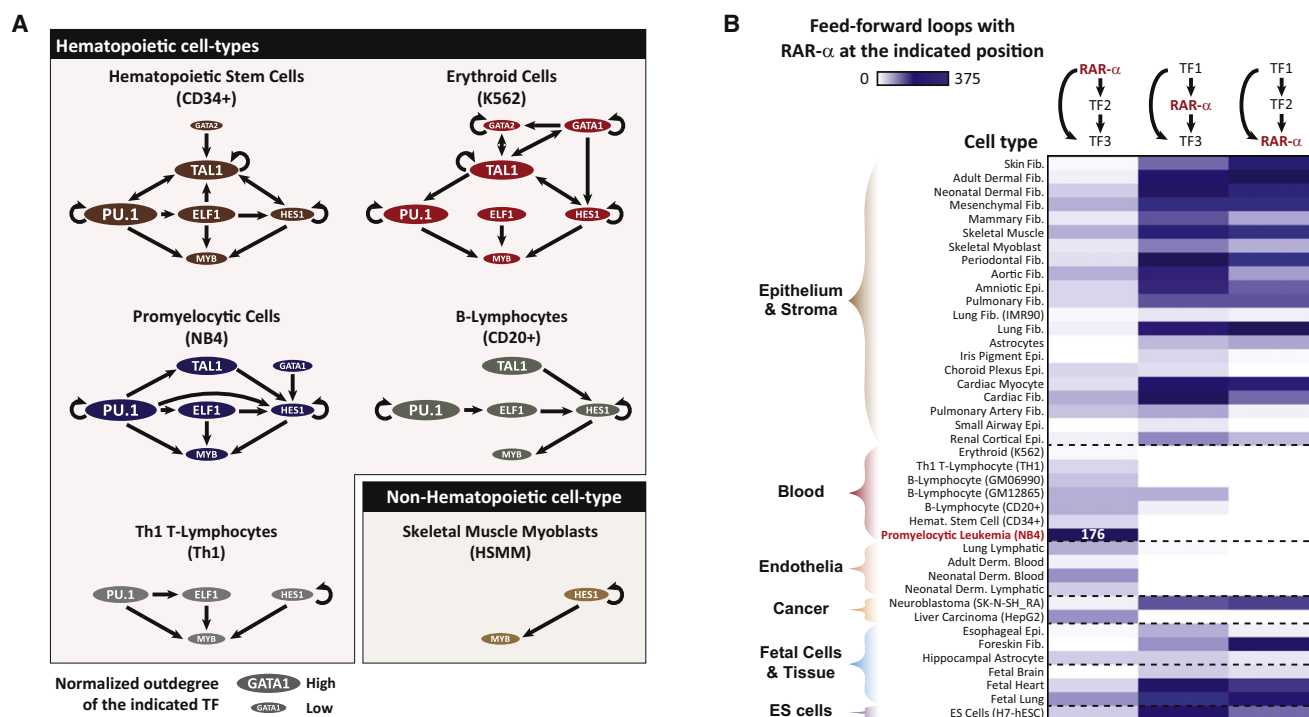 A
Hematopoietic cell-types
Hematopoietic Stem Cells
(CD34+)
GATA2
TAL1
PU.1
ELF1
HES1
MYB
Erythroid Cells
(K562)
GATA2
GATA1
TAL1
PU.1
ELF1
HES1
MYB
Promyelocytic Cells
(NB4)
TAL1
GATA1
PU.1
ELF1
HES1
MYB
B-Lymphocytes
(CD20+)
TAL1
PU.1
ELF1
HES1
MYB
Th1 T-Lymphocytes
(Th1)
PU.1
ELF1
HES1
MYB
Non-Hematopoietic cell-type
Skeletal Muscle Myoblasts
(HSMM)
HES1
MYB
Normalized outdegree
of the indicated TF
GATA1 High
GATA1 Low
B
Feed-forward loops with
RAR-α at the indicated position
0 375
RAR-α TF1 TF1
TF2 RAR-α TF2
TF3 TF3 RAR-α
Cell type
Epithelium
& Stroma
Skin Fib.
Adult Dermal Fib.
Neonatal Dermal Fib.
Mesenchymal Fib.
Mammary Fib.
Skeletal Muscle
Skeletal Myoblast
Periodontal Fib.
Aortic Fib.
Amniotic Epi.
Pulmonary Fib.
Lung Fib. (IMR90)
Lung Fib.
Astrocytes
Iris Pigment Epi.
Choroid Plexus Epi.
Cardiac Myocyte
Cardiac Fib.
Pulmonary Artery Fib.
Small Airway Epi.
Renal Cortical Epi.
Blood
Erythroid (K562)
Th1 T-Lymphocyte (TH1)
B-Lymphocyte (GM06990)
B-Lymphocyte (GM12865)
B-Lymphocyte (CD20+)
Hemat. Stem Cell (CD34+)
Promyelocytic Leukemia (NB4) 176
Endothelia
Lung Lymphatic
Adult Derm. Blood
Neonatal Derm. Blood
Neonatal Derm. Lymphatic
Cancer
Neuroblastoma (SK-N-SH_RA)
Liver Carcinoma (HepG2)
Fetal Cells
& Tissue
Esophageal Epi.
Foreskin Fib.
Hippocampal Astrocyte
Fetal Brain
Fetal Heart
Fetal Lung
ES cells
ES Cells (H7-hESC)